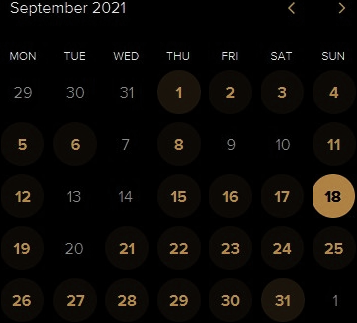 September 2021
MON TUE WED THU FRI SAT SUN
29 30 31 1 2 3 4
5 6 7 8 9 10 11
12 13 14 15 16 17 18
19 20 21 22 23 24 25
26 27 28 29 30 31 1